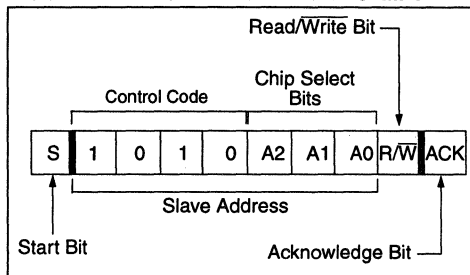 Read/Write Bit
Chip Select
Control Code Bits
S 1 0 1 0 A2 A1 A0 R/W ACK
Slave Address
Start Bit
Acknowledge Bit